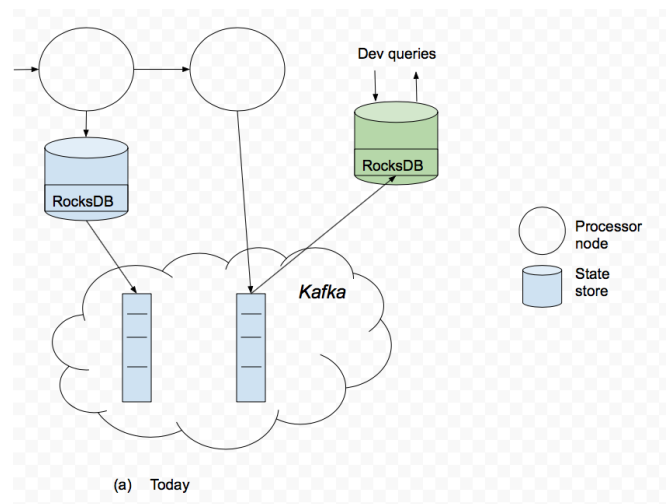 Dev queries
RocksDB
RocksDB
Processor
node
State
store
Kafka
(a) Today